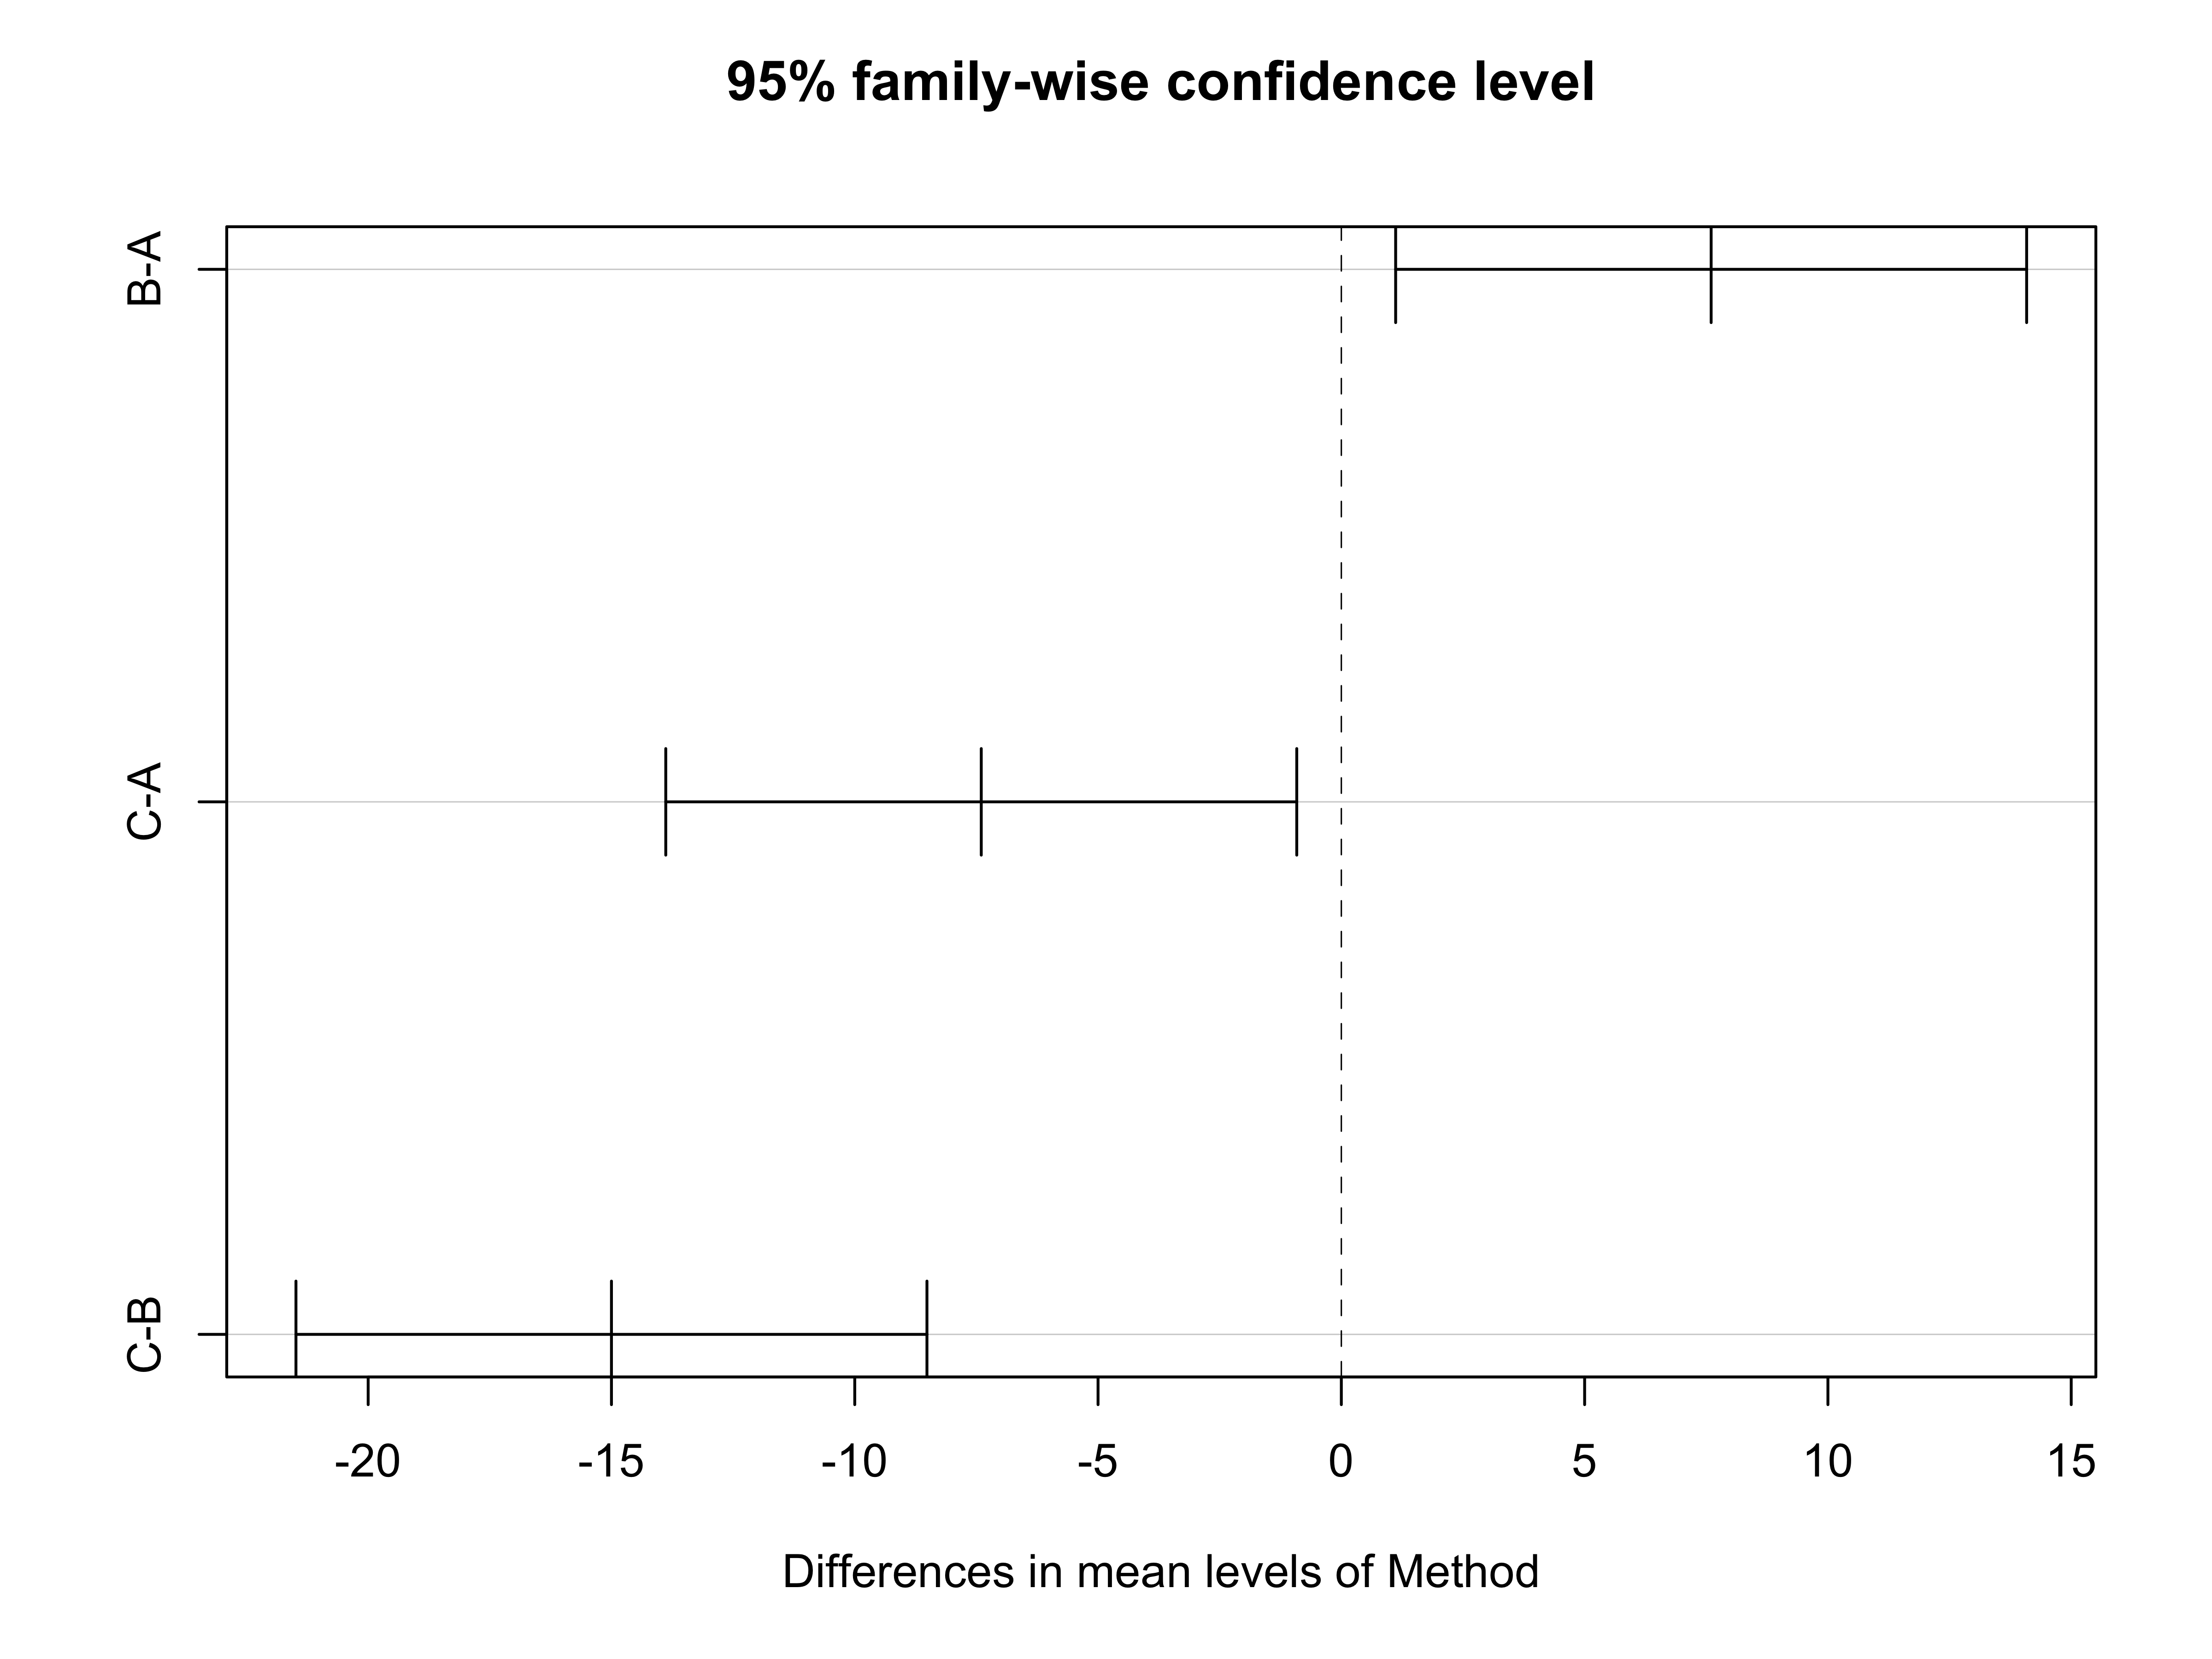 95% family-wise confidence level
B-A
C-A
C-B
-20 -15 -10 -5 0 5 10 15
Differences in mean levels of Method